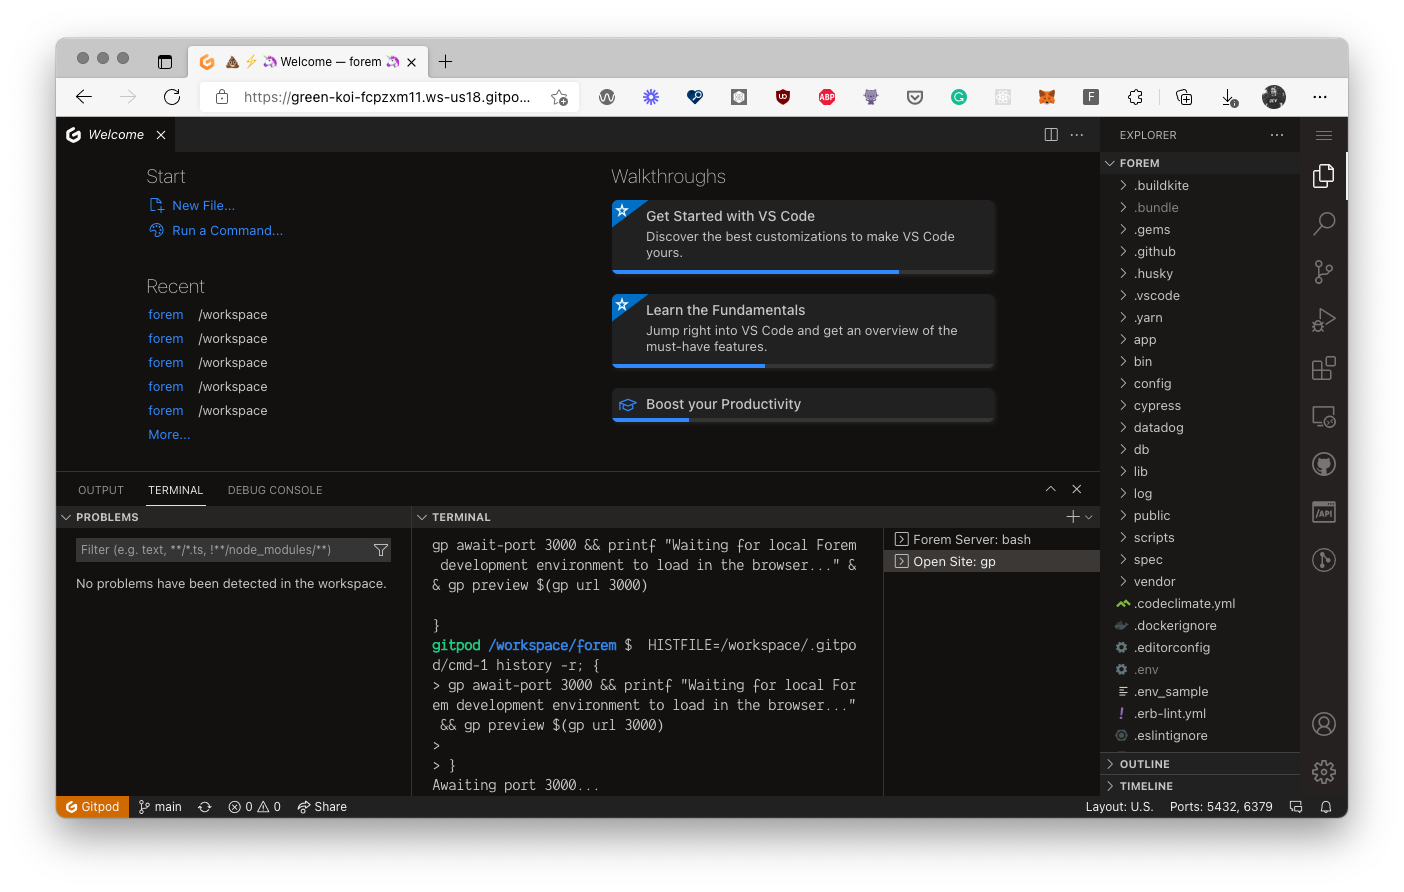 💩 ⚡ 🦄 Welcome — forem 🦄
https://green-koi-fcpzxm11.ws-us18.gitpo...
UD
ABP
G
F
Welcome
Start
New File...
Run a Command...
Recent
forem /workspace
forem /workspace
forem /workspace
forem /workspace
forem /workspace
More...
Walkthroughs
Get Started with VS Code
Discover the best customizations to make VS Code
yours.
Learn the Fundamentals
Jump right into VS Code and get an overview of the
must-have features.
Boost your Productivity
OUTPUT TERMINAL DEBUG CONSOLE
PROBLEMS
Filter (e.g. text, **/*.ts, !**/node_modules/**)
No problems have been detected in the workspace.
TERMINAL
gp await-port 3000 && printf "Waiting for local Forem
 development environment to load in the browser..." &
& gp preview $(gp url 3000)
}
gitpod /workspace/forem $  HISTFILE=/workspace/.gitpo
d/cmd-1 history -r; {
> gp await-port 3000 && printf "Waiting for local For
em development environment to load in the browser..."
 && gp preview $(gp url 3000)
>
> }
Awaiting port 3000...
Forem Server: bash
Open Site: gp
EXPLORER
FOREM
.buildkite
.bundle
.gems
.github
.husky
.vscode
.yarn
app
bin
config
cypress
datadog
db
lib
log
public
scripts
spec
vendor
.codeclimate.yml
.dockerignore
.editorconfig
.env
.env_sample
.erb-lint.yml
.eslintignore
OUTLINE
TIMELINE
/API
Gitpod main 0 0 Share
Layout: U.S. Ports: 5432, 6379